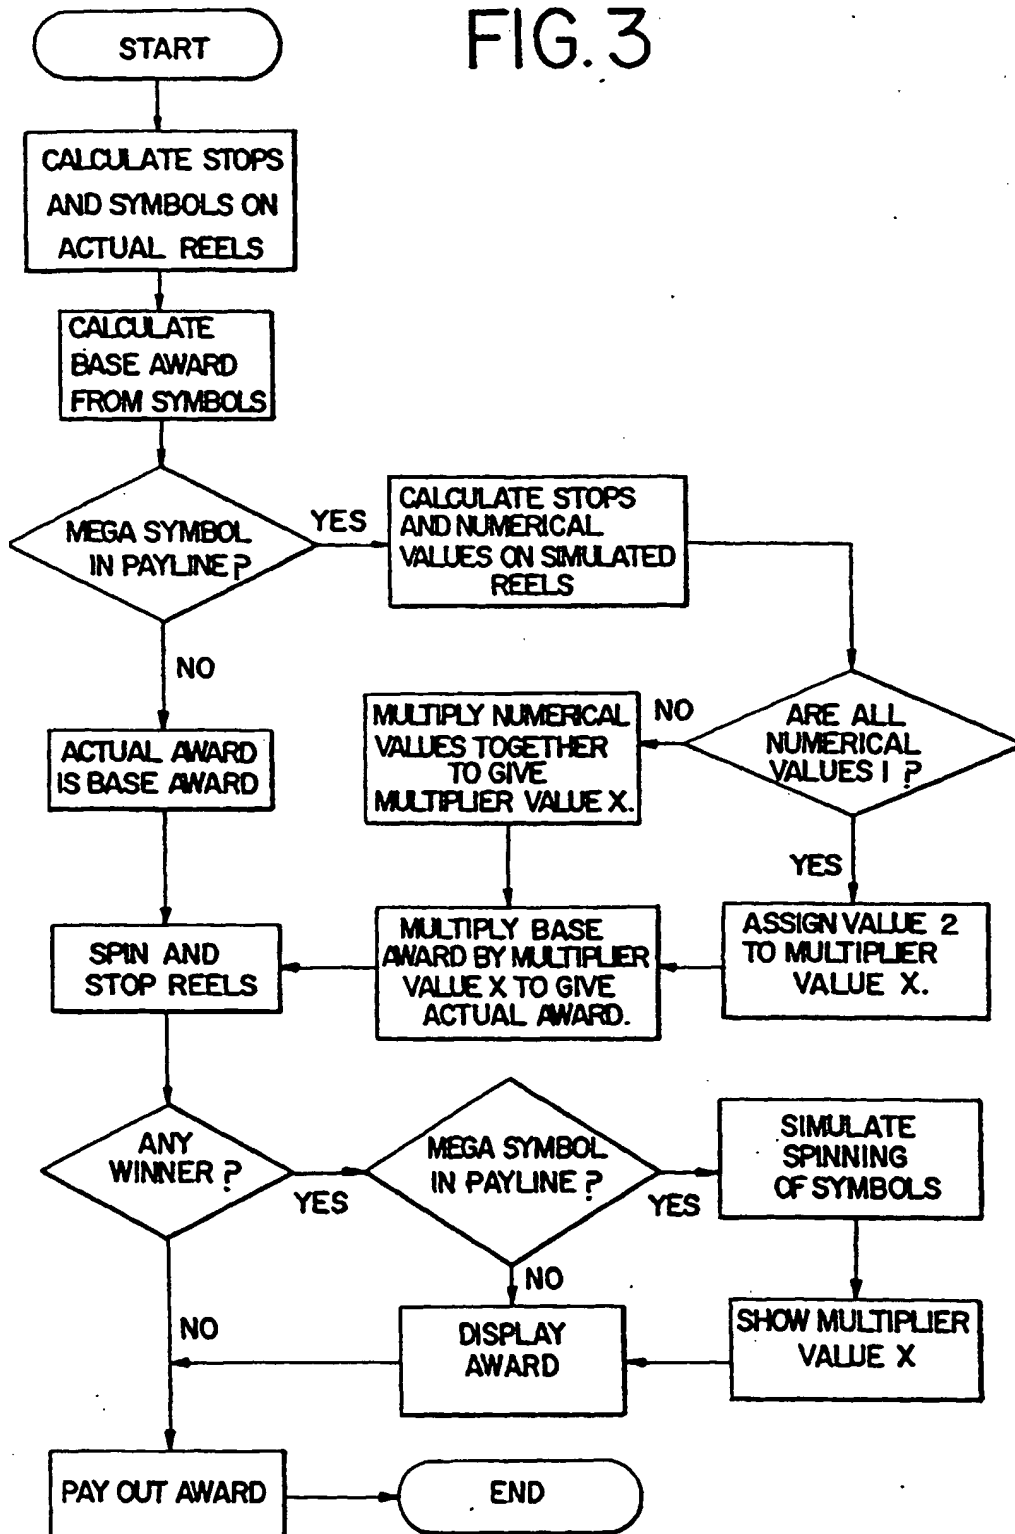 FIG. 3
START
CALCULATE STOPS
AND SYMBOLS ON
ACTUAL REELS
CALCULATE
BASE AWARD
FROM SYMBOLS
MEGA SYMBOL
IN PAYLINE?
YES
CALCULATE STOPS
AND NUMERICAL
VALUES ON SIMULATED
REELS
NO
ARE ALL
NUMERICAL
VALUES 1 ?
NO
MULTIPLY NUMERICAL
VALUES TOGETHER
TO GIVE
MULTIPLIER VALUE X.
ACTUAL AWARD
IS BASE AWARD
YES
ASSIGN VALUE 2
TO MULTIPLIER
VALUE X.
MULTIPLY BASE
AWARD BY MULTIPLIER
VALUE X TO GIVE
ACTUAL AWARD.
SPIN AND
STOP REELS
ANY
WINNER ?
YES
MEGA SYMBOL
IN PAYLINE ?
YES
SIMULATE
SPINNING
OF SYMBOLS
NO
NO
DISPLAY
AWARD
SHOW MULTIPLIER
VALUE X
PAY OUT AWARD
END